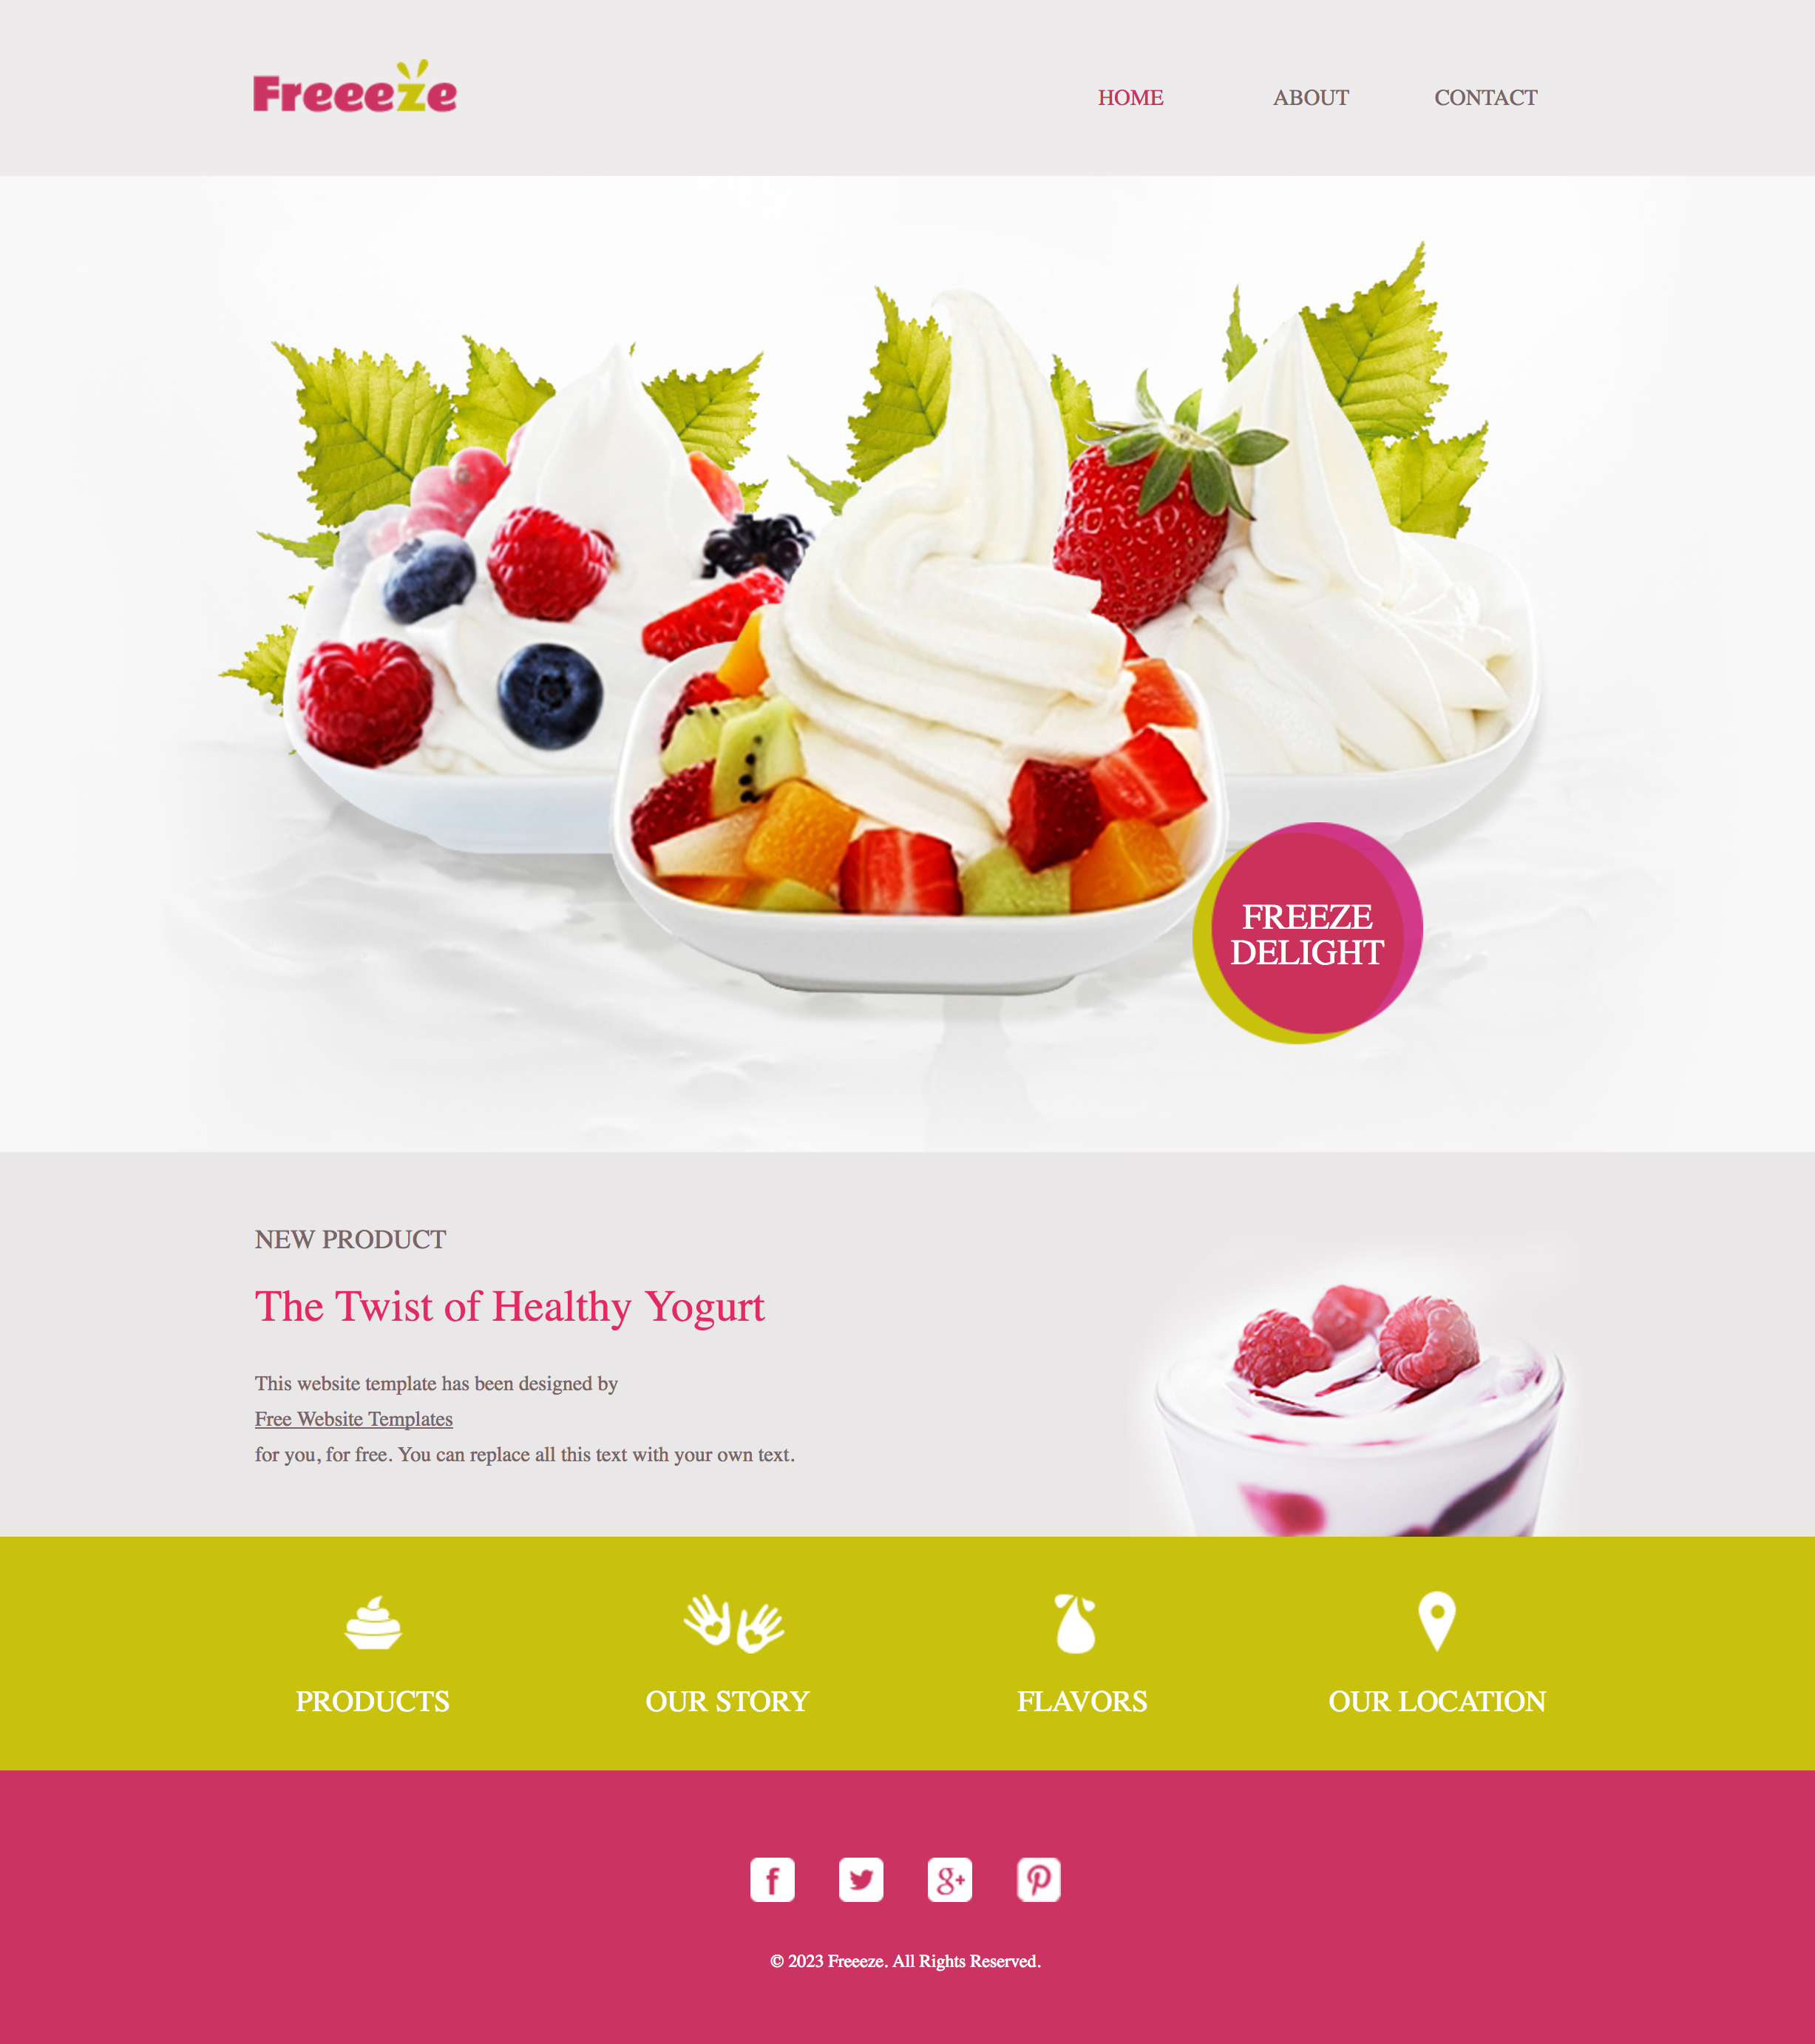 Freeeze
HOME ABOUT CONTACT
FREEZE
DELIGHT
NEW PRODUCT
The Twist of Healthy Yogurt
This website template has been designed by
Free Website Templates
for you, for free. You can replace all this text with your own text.
PRODUCTS OUR STORY FLAVORS OUR LOCATION
© 2023 Freeeze. All Rights Reserved.